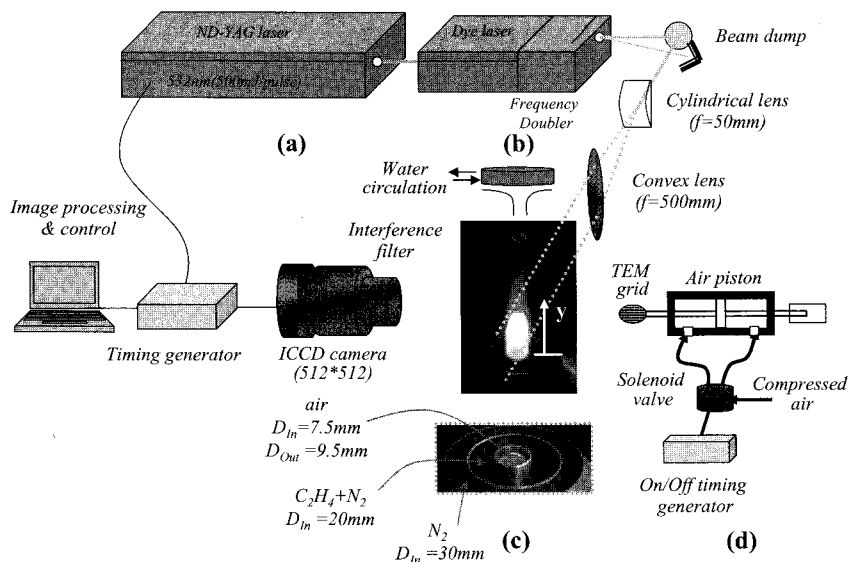 ND-YAG laser
532nm(500mJ/pulse)
Dye laser
Frequency
Doubler
Beam dump
Cylindrical lens
(f=50mm)
(a)
(b)
Water
circulation
Convex lens
(f=500mm)
Image processing
& control
Interference
filter
TEM
grid
Air piston
y
Timing generator
ICCD camera
(512*512)
Solenoid
valve
Compressed
air
air
D_In =7.5mm
D_Out =9.5mm
C2H4+N2
D_In =20mm
On/Off timing
generator
N2
D_In =30mm
(c)
(d)